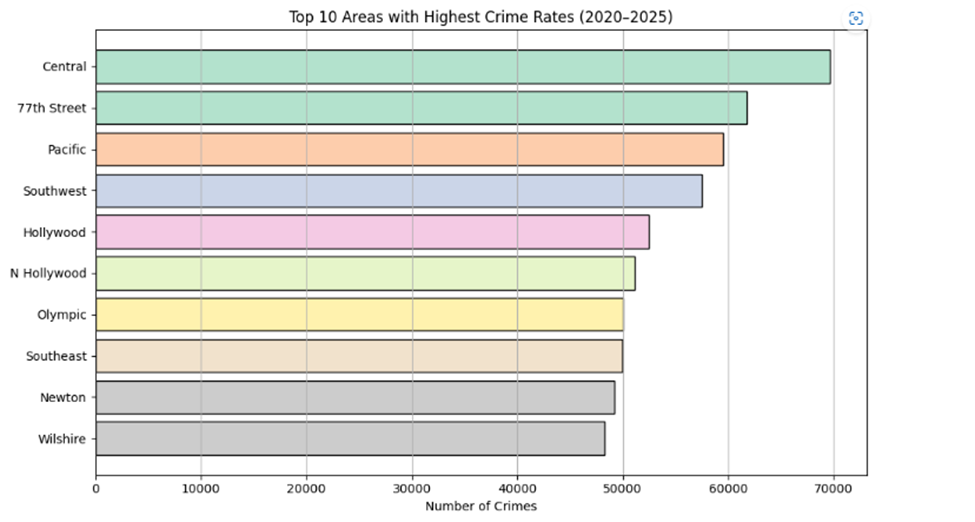 Top 10 Areas with Highest Crime Rates (2020–2025)
Central
77th Street
Pacific
Southwest
Hollywood
N Hollywood
Olympic
Southeast
Newton
Wilshire
0 10000 20000 30000 40000 50000 60000 70000
Number of Crimes